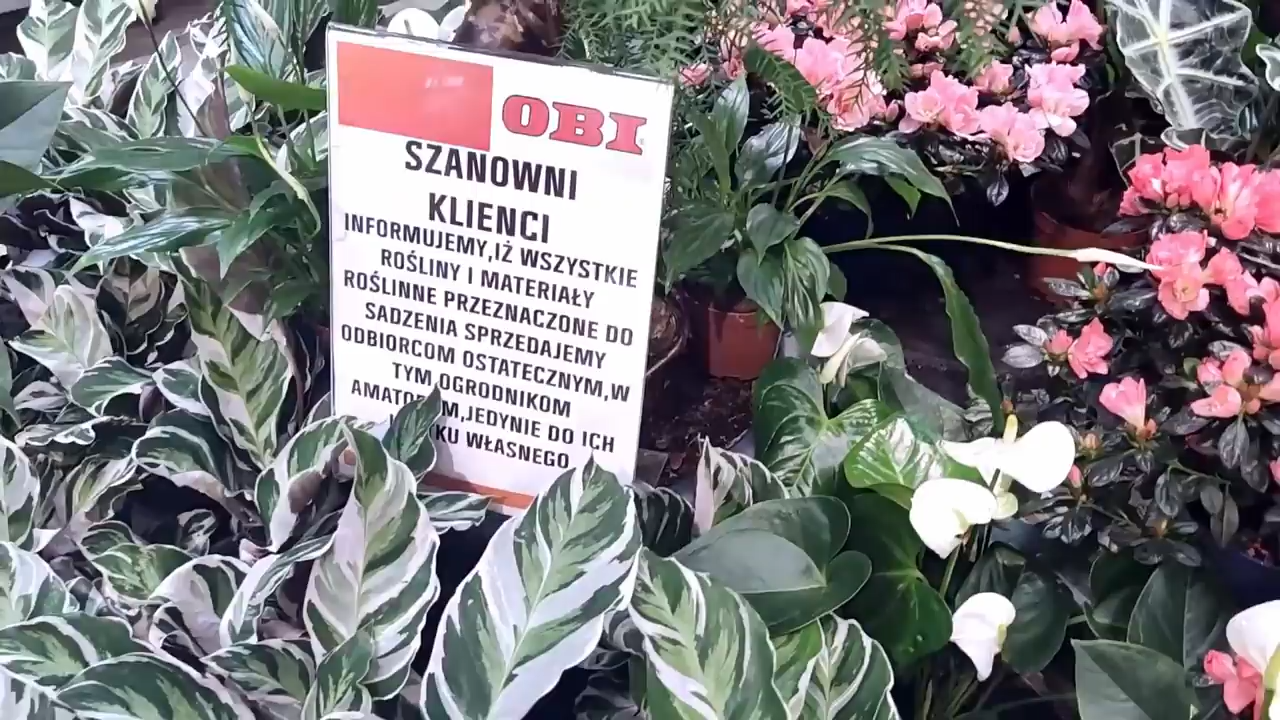 OBI
SZANOWNI
KLIENCI
INFORMUJEMY,IŻ WSZYSTKIE
ROŚLINY I MATERIAŁY
ROŚLINNE PRZEZNACZONE DO
SADZENIA SPRZEDAJEMY
ODBIORCOM OSTATECZNYM,W
TYM OGRODNIKOM
AMATOROM,JEDYNIE DO ICH
WŁASNEGO